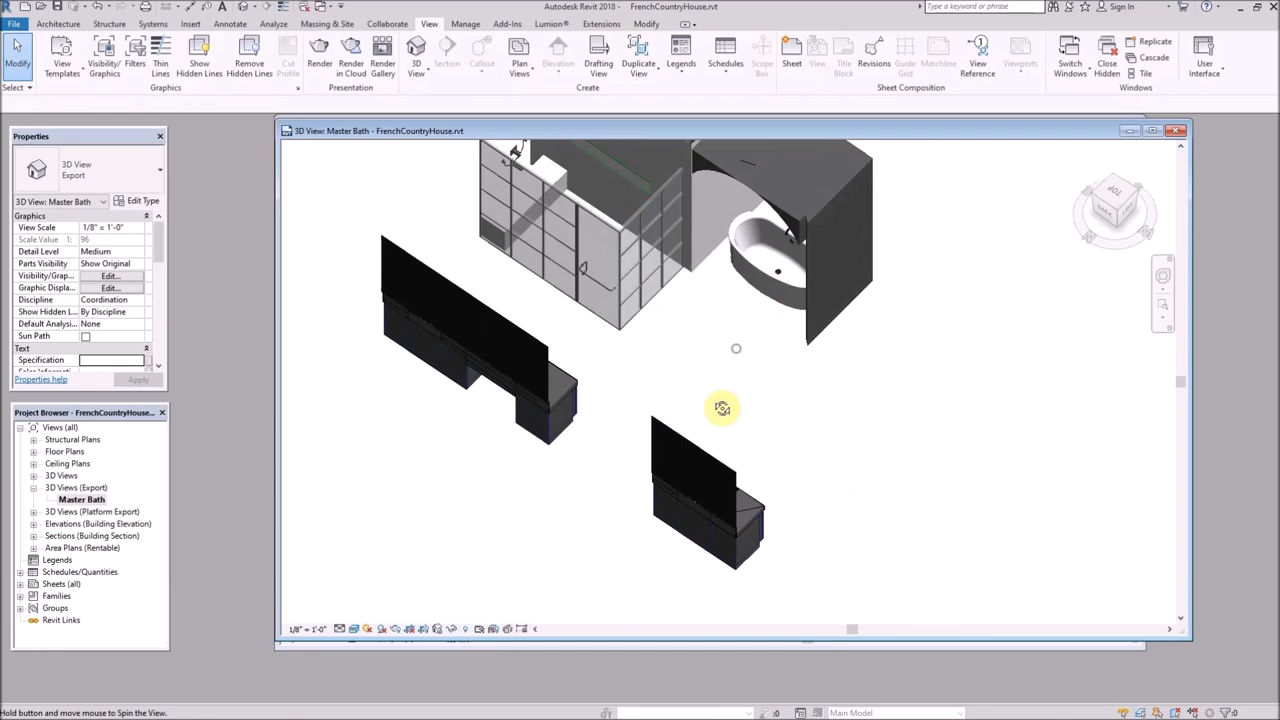 Autodesk Revit 2018 - FrenchCountryHouse.rvt
Type a keyword or phrase
Sign In
File Architecture Structure Systems Insert Annotate Analyze Massing & Site Collaborate View Manage Add-Ins Lumion® Extensions Modify
Modify
View Templates
Visibility/ Graphics
Filters
Thin Lines
Show Hidden Lines
Remove Hidden Lines
Cut Profile
Render
Render in Cloud
Render Gallery
3D View
Section
Callout
Plan Views
Elevation
Drafting View
Duplicate View
Legends
Schedules
Scope Box
Sheet
View
Title Block
Revisions
Guide Grid
Matchline
View Reference
Viewports
Switch Windows
Close Hidden
Replicate
Cascade
Tile
User Interface
Select Graphics Presentation Create Sheet Composition Windows
Properties
3D View
Export
3D View: Master Bath Edit Type
Graphics
View Scale 1/8" = 1'-0"
Scale Value 1: 96
Detail Level Medium
Parts Visibility Show Original
Visibility/Grap... Edit...
Graphic Displa... Edit...
Discipline Coordination
Show Hidden L... By Discipline
Default Analysi... None
Sun Path
Text
Specification
Properties help Apply
Project Browser - FrenchCountryHouse...
Views (all)
Structural Plans
Floor Plans
Ceiling Plans
3D Views
3D Views (Export)
Master Bath
3D Views (Platform Export)
Elevations (Building Elevation)
Sections (Building Section)
Area Plans (Rentable)
Legends
Schedules/Quantities
Sheets (all)
Families
Groups
Revit Links
3D View: Master Bath - FrenchCountryHouse.rvt
TOP
1/8" = 1'-0"
Hold button and move mouse to Spin the View.
:0
Main Model
:0